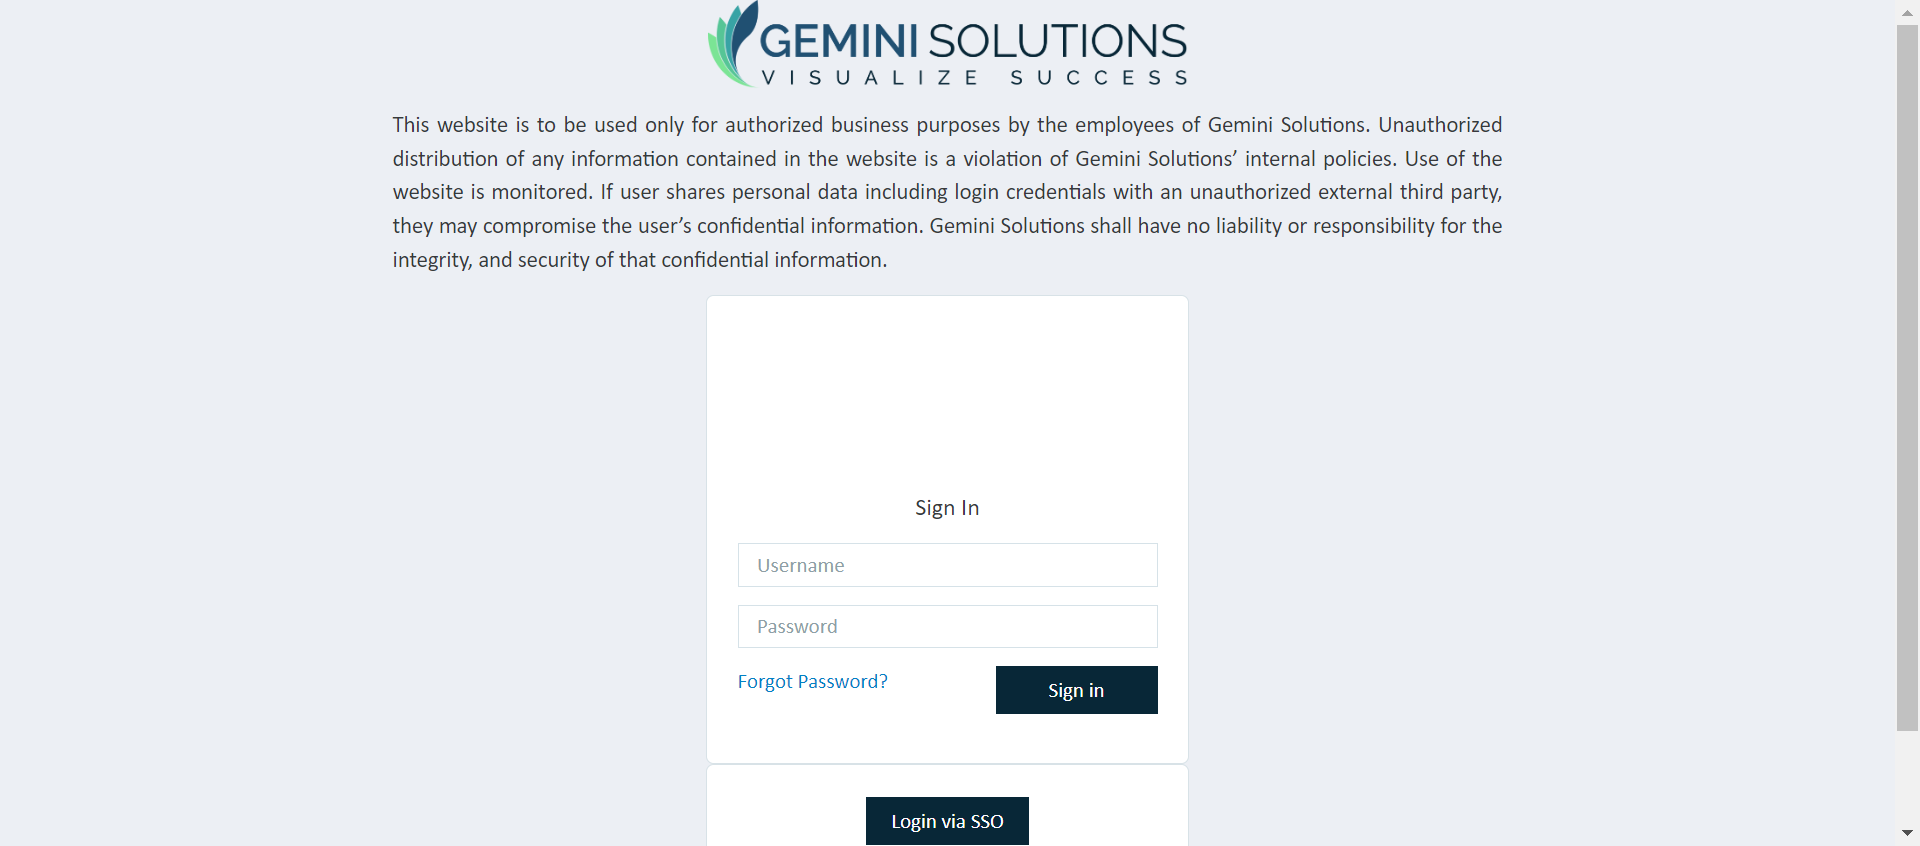 GEMINI SOLUTIONS
VISUALIZE SUCCESS
This website is to be used only for authorized business purposes by the employees of Gemini Solutions. Unauthorized
distribution of any information contained in the website is a violation of Gemini Solutions’ internal policies. Use of the
website is monitored. If user shares personal data including login credentials with an unauthorized external third party,
they may compromise the user’s confidential information. Gemini Solutions shall have no liability or responsibility for the
integrity, and security of that confidential information.
Sign In
Username
Password
Forgot Password?
Sign in
Login via SSO